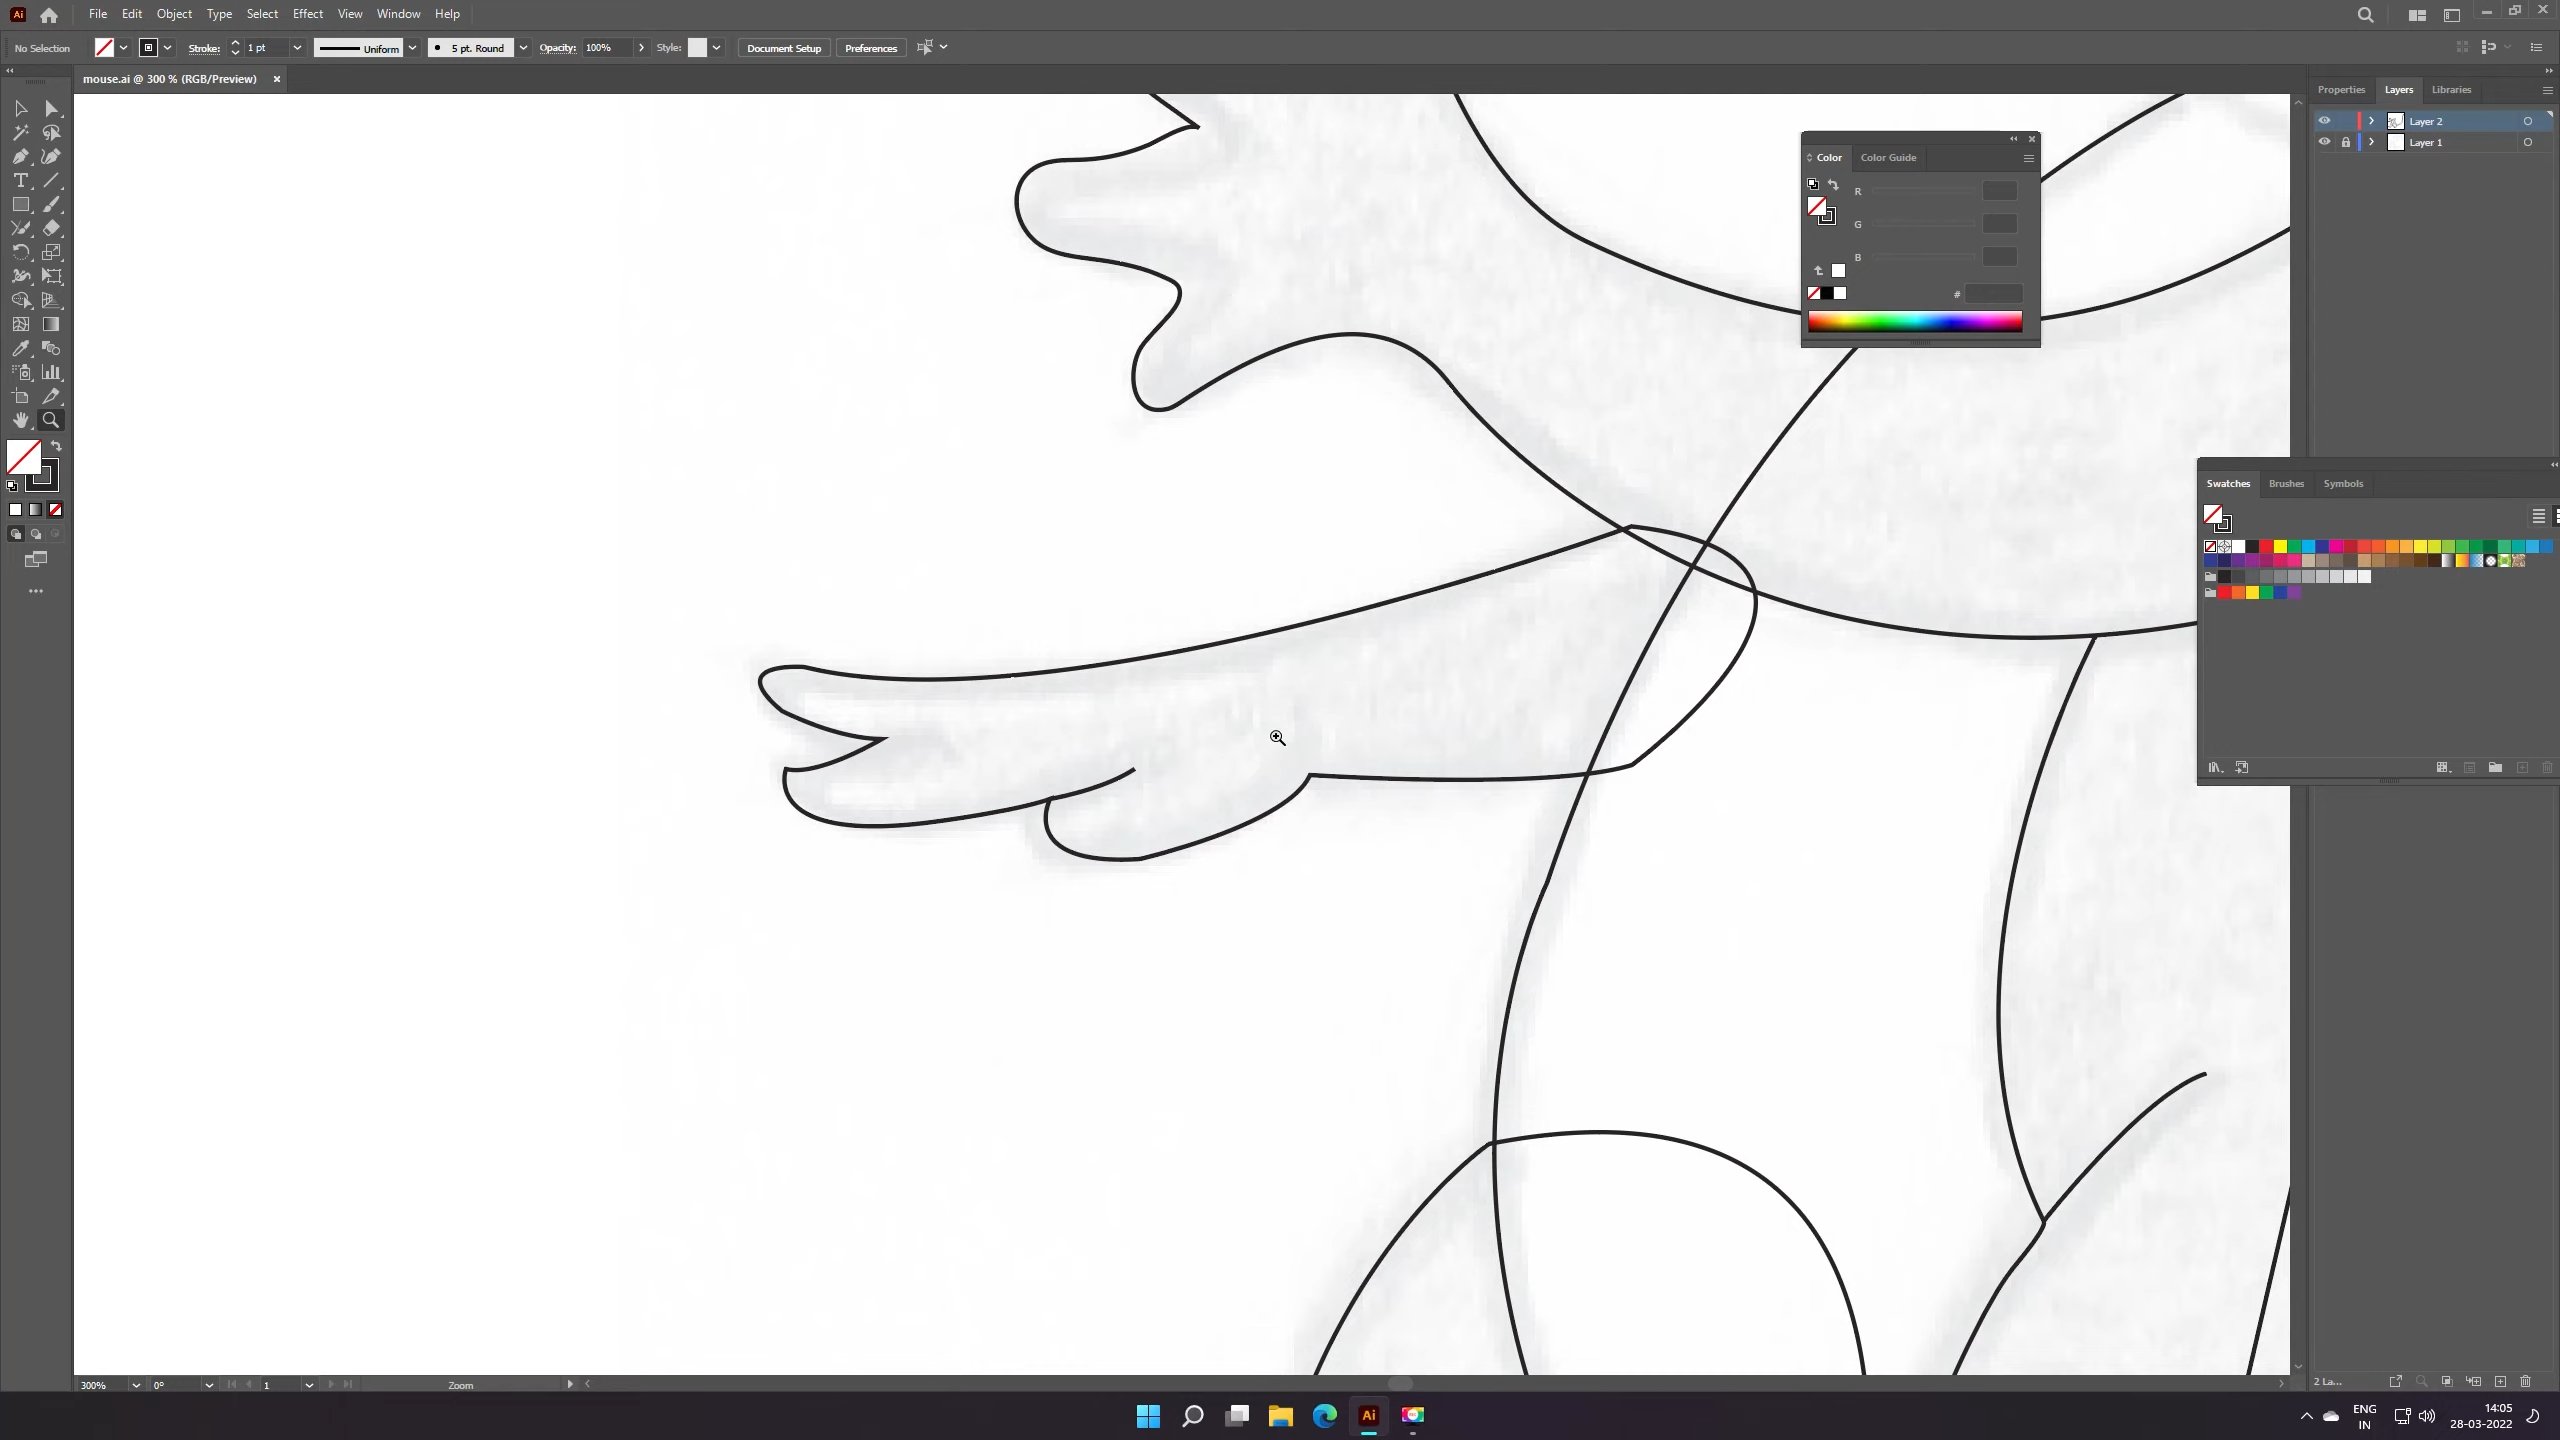 Ai File Edit Object Type Select Effect View Window Help
No Selection Stroke: 1 pt Uniform 5 pt. Round Opacity: 100% Style: Document Setup Preferences
mouse.ai @ 300 % (RGB/Preview)
Properties Layers Libraries
Layer 2
Layer 1
Color Color Guide
R
G
B
#
Swatches Brushes Symbols
300% 0° 1 Zoom
2 La...
Ai
ENG
IN
14:05
28-03-2022